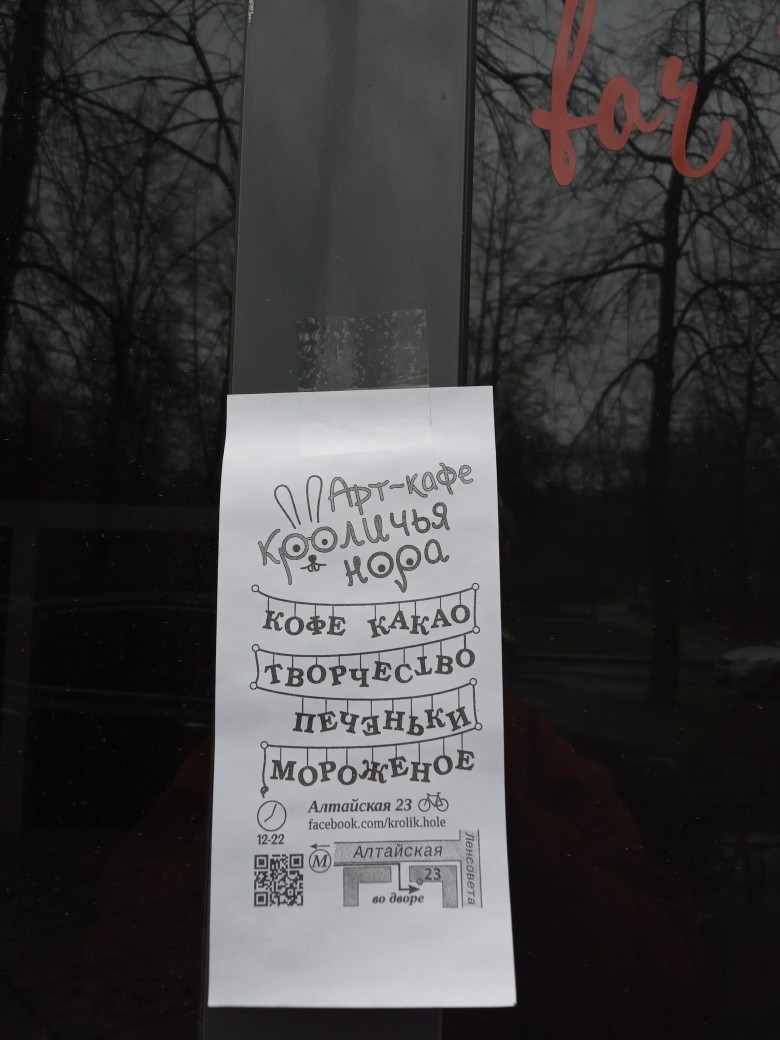 for
Арт-кафе
Кроличья
нора
КОФЕ КАКАО
ТВОРЧЕСТВО
ПЕЧЕНЬКИ
МОРОЖЕНОЕ
Алтайская 23
facebook.com/krolik.hole
12-22
М
Алтайская
Ленсовета
23
во дворе